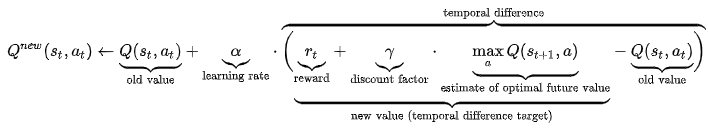 temporal difference
Q^{new}(s_t, a_t) ← Q(s_t, a_t) + α · ( r_t + γ · max_a Q(s_{t+1}, a) − Q(s_t, a_t) )
old value learning rate reward discount factor estimate of optimal future value old value
new value (temporal difference target)